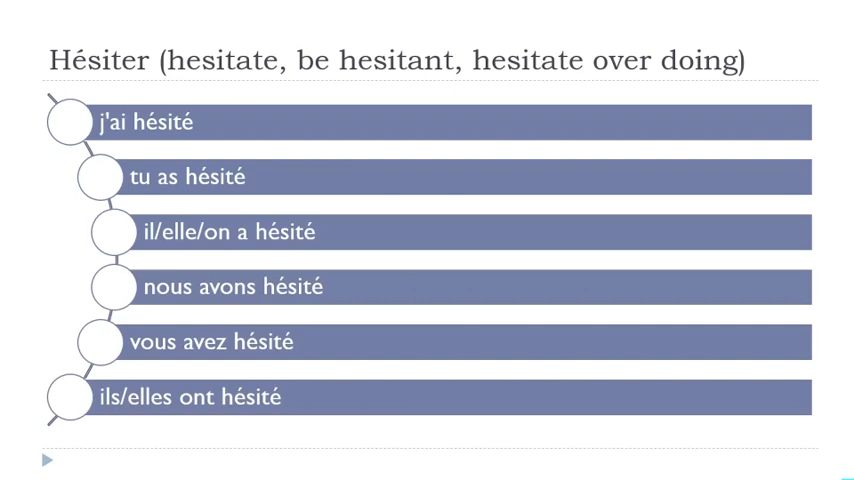 Hésiter (hesitate, be hesitant, hesitate over doing)
j'ai hésité
tu as hésité
il/elle/on a hésité
nous avons hésité
vous avez hésité
ils/elles ont hésité